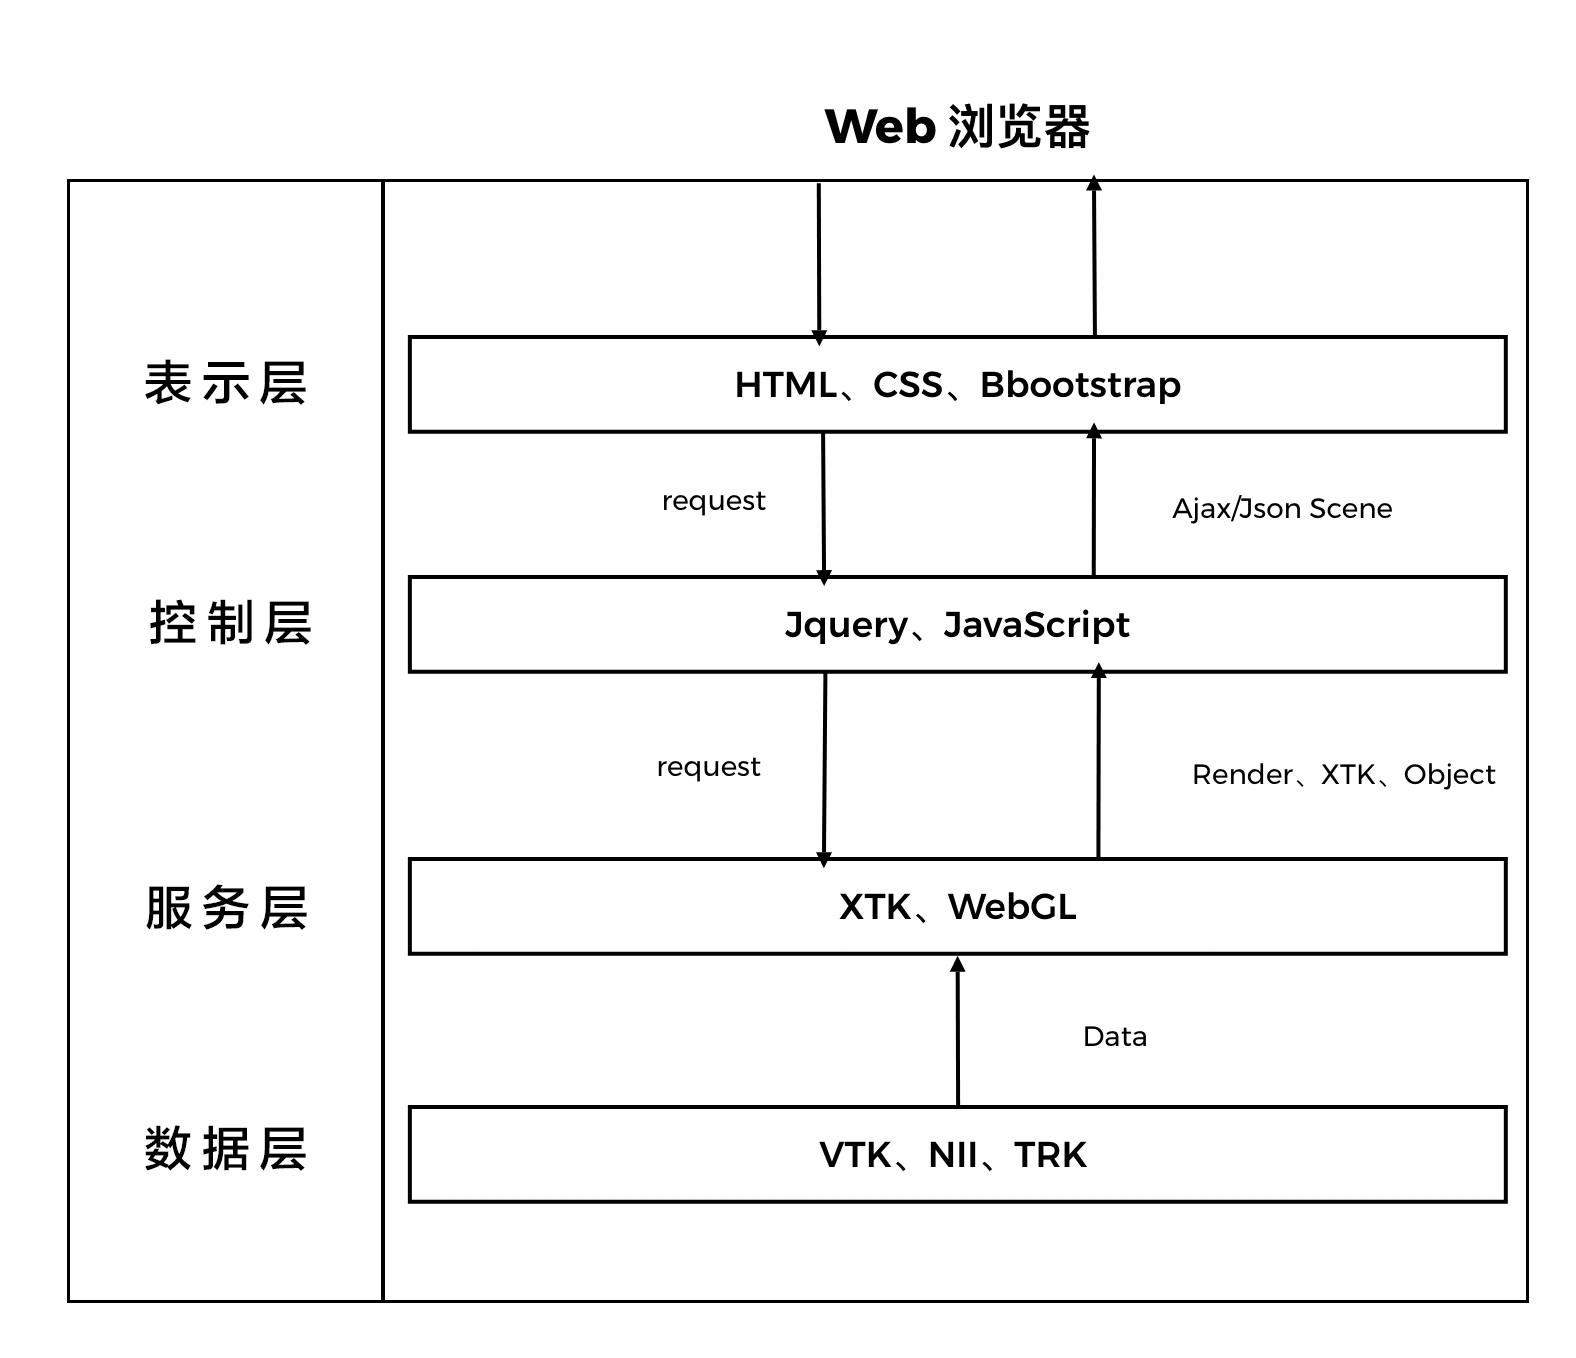 Web 浏览器
表示层
HTML、CSS、Bbootstrap
request
Ajax/Json Scene
控制层
Jquery、JavaScript
request
Render、XTK、Object
服务层
XTK、WebGL
Data
数据层
VTK、NII、TRK